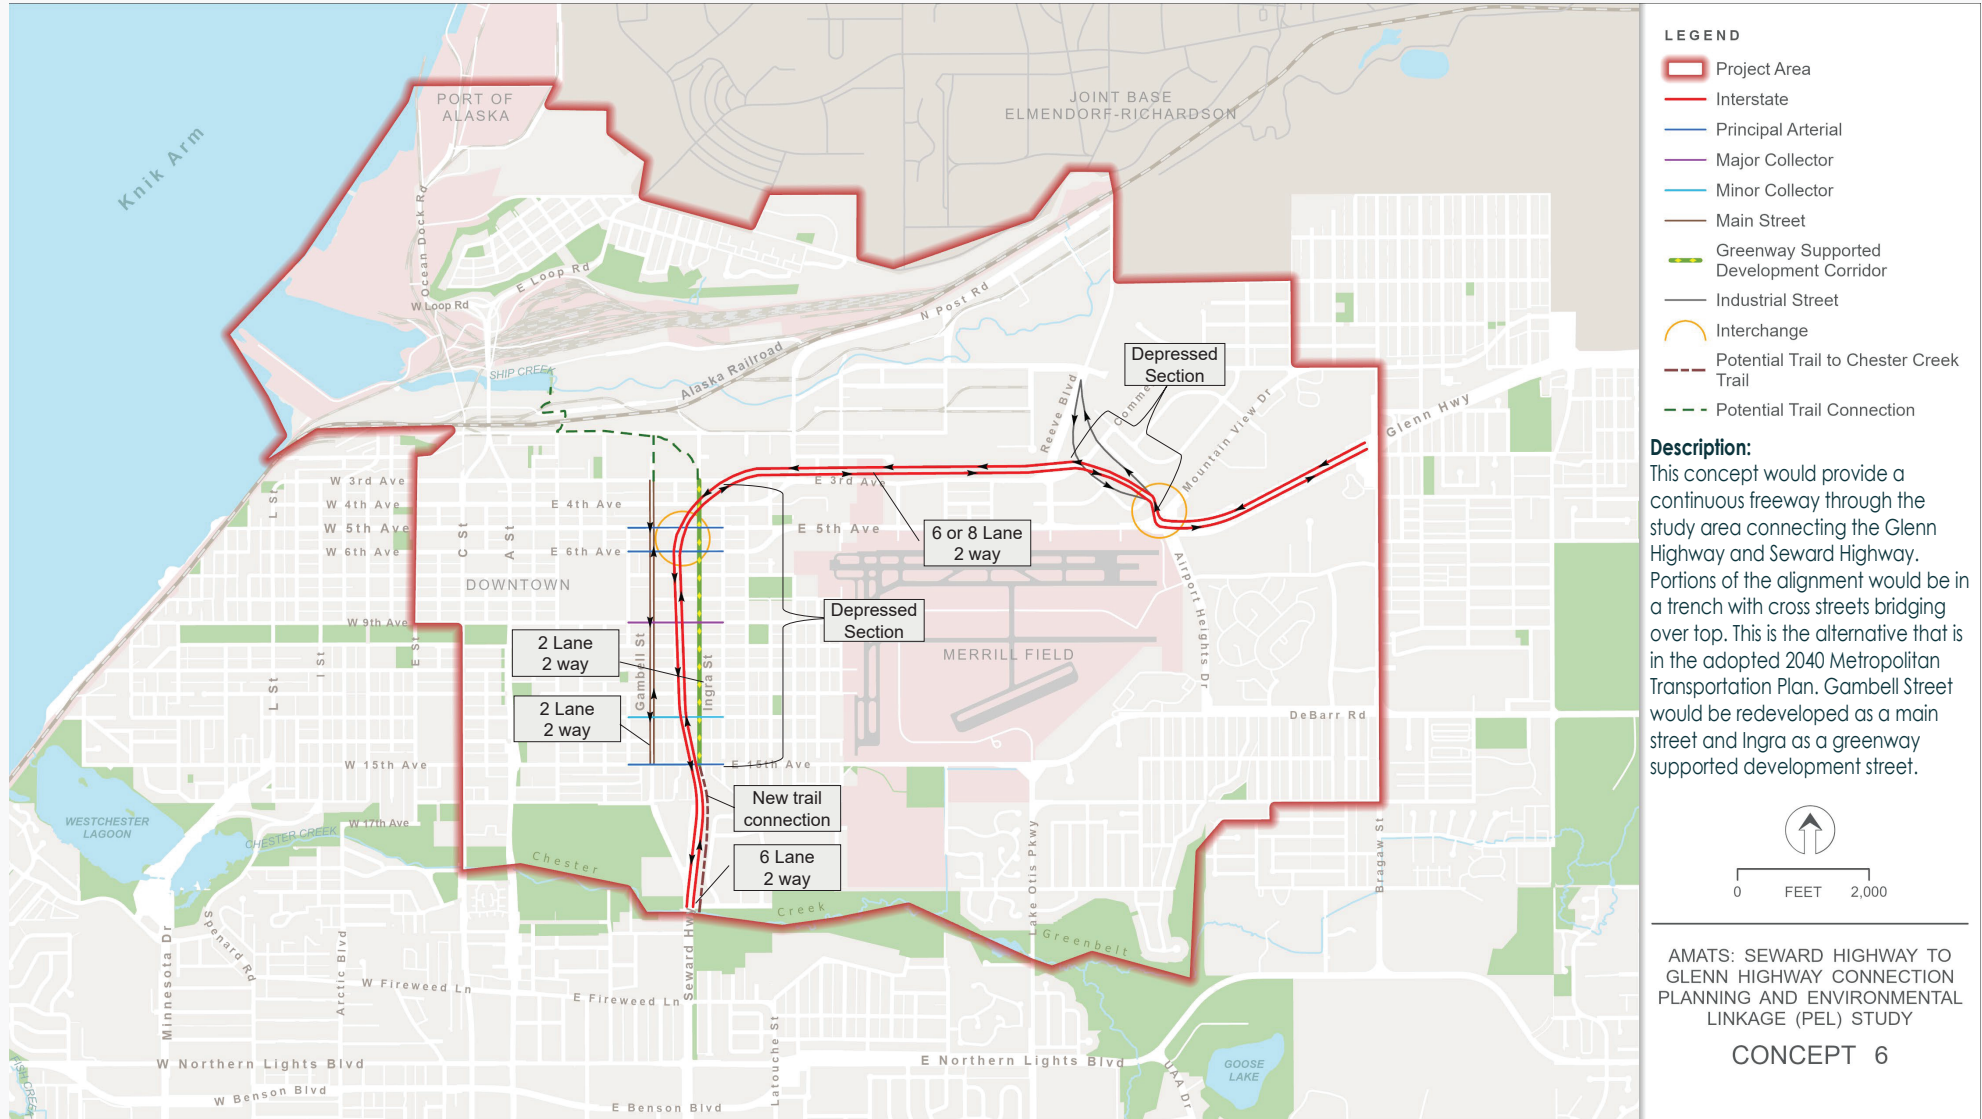 PORT OF
ALASKA
JOINT BASE
ELMENDORF-RICHARDSON
Knik Arm
Ocean Dock Rd
E Loop Rd
W Loop Rd
N Post Rd
SHIP CREEK
Alaska Railroad
Reeve Blvd
Comme
Mountain View Dr
Glenn Hwy
Depressed
Section
W 3rd Ave
W 4th Ave
W 5th Ave
W 6th Ave
L St
C St
A St
E 4th Ave
E 6th Ave
E 3rd Ave
E 5th Ave
6 or 8 Lane
2 way
DOWNTOWN
Airport Heights Dr
Depressed
Section
W 9th Ave
E St
I St
L St
2 Lane
2 way
Gambell St
Ingra St
MERRILL FIELD
2 Lane
2 way
DeBarr Rd
W 15th Ave
E 15th Ave
New trail
connection
WESTCHESTER
LAGOON
CHESTER CREEK
W 17th Ave
Chester
6 Lane
2 way
Creek
Lake Otis Pkwy
Greenbelt
Bragaw St
Minnesota Dr
Spenard Rd
Arctic Blvd
W Fireweed Ln
E Fireweed Ln
Seward Hwy
Latouche St
W Northern Lights Blvd
E Northern Lights Blvd
W Benson Blvd
E Benson Blvd
UAA Dr
GOOSE
LAKE
FISH CREEK
LEGEND
Project Area
Interstate
Principal Arterial
Major Collector
Minor Collector
Main Street
Greenway Supported
Development Corridor
Industrial Street
Interchange
Potential Trail to Chester Creek
Trail
Potential Trail Connection
Description:
This concept would provide a
continuous freeway through the
study area connecting the Glenn
Highway and Seward Highway.
Portions of the alignment would be in
a trench with cross streets bridging
over top. This is the alternative that is
in the adopted 2040 Metropolitan
Transportation Plan. Gambell Street
would be redeveloped as a main
street and Ingra as a greenway
supported development street.
0 FEET 2,000
AMATS: SEWARD HIGHWAY TO
GLENN HIGHWAY CONNECTION
PLANNING AND ENVIRONMENTAL
LINKAGE (PEL) STUDY
CONCEPT 6